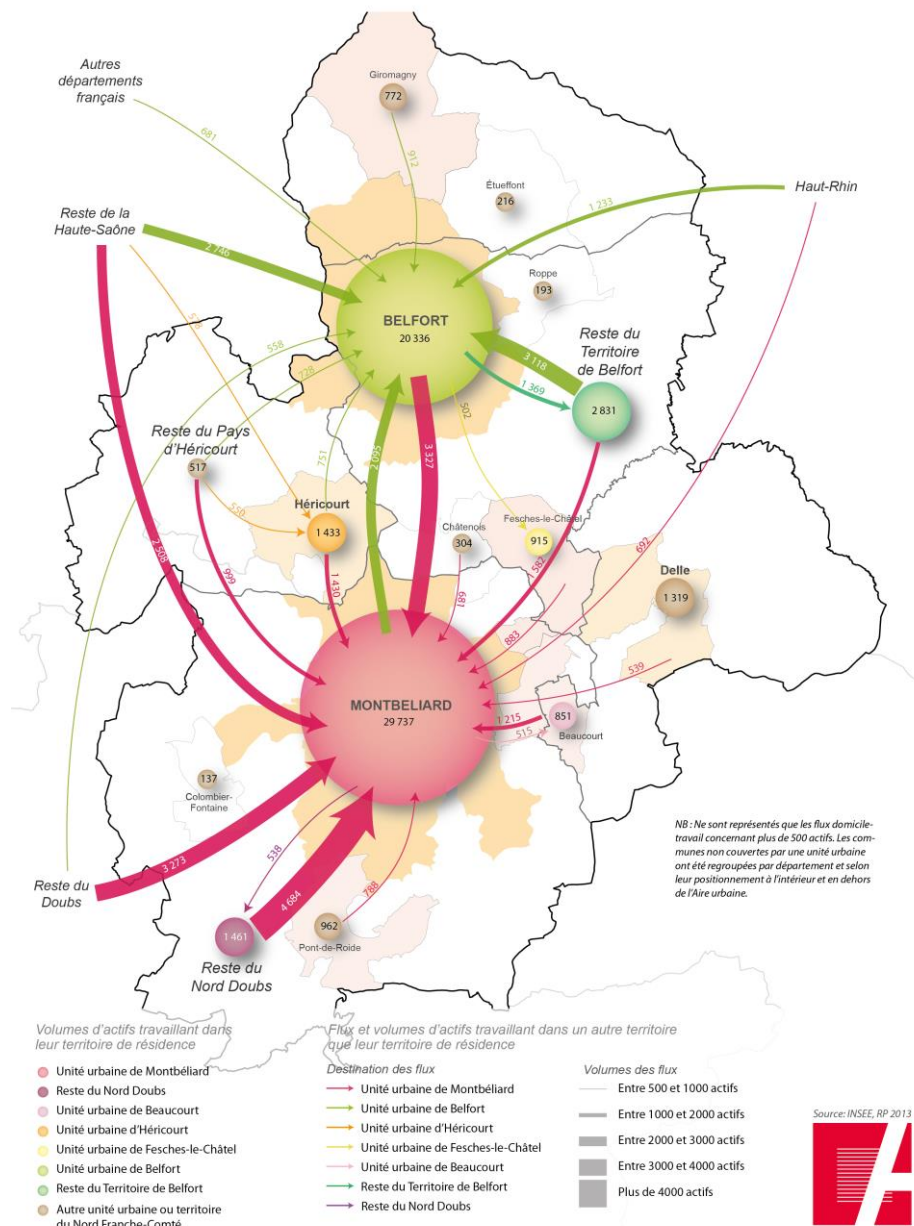 Autres
départements
français
Giromagny
772
681
912
Étueffont
216
Haut-Rhin
1 233
Reste de la
Haute-Saône
2 746
Roppe
193
BELFORT
20 336
Reste du
Territoire
de Belfort
3 118
1 369
2 831
558
728
502
Reste du Pays
d'Héricourt
517
751
2 095
3 327
550
Héricourt
1 433
Châtenois
304
Fesches-le-Châtel
915
692
582
Delle
1 319
2 508
999
1 430
681
883
539
MONTBELIARD
29 737
1 215
515
851
Beaucourt
137
Colombier-
Fontaine
NB : Ne sont représentés que les flux domicile-
travail concernant plus de 500 actifs. Les com-
munes non couvertes par une unité urbaine
ont été regroupées par département et selon
leur positionnement à l'intérieur et en dehors
de l'Aire urbaine.
3 273
538
4 684
788
Reste du
Doubs
1 461
962
Pont-de-Roide
Reste du
Nord Doubs
Volumes d'actifs travaillant dans
leur territoire de résidence
Unité urbaine de Montbéliard
Reste du Nord Doubs
Unité urbaine de Beaucourt
Unité urbaine d'Héricourt
Unité urbaine de Fesches-le-Châtel
Unité urbaine de Belfort
Reste du Territoire de Belfort
Autre unité urbaine ou territoire
du Nord Franche-Comté
Flux et volumes d'actifs travaillant dans un autre territoire
que leur territoire de résidence
Destination des flux
Unité urbaine de Montbéliard
Unité urbaine de Belfort
Unité urbaine d'Héricourt
Unité urbaine de Fesches-le-Châtel
Unité urbaine de Beaucourt
Reste du Territoire de Belfort
Reste du Nord Doubs
Volumes des flux
Entre 500 et 1000 actifs
Entre 1000 et 2000 actifs
Entre 2000 et 3000 actifs
Entre 3000 et 4000 actifs
Plus de 4000 actifs
Source: INSEE, RP 2013